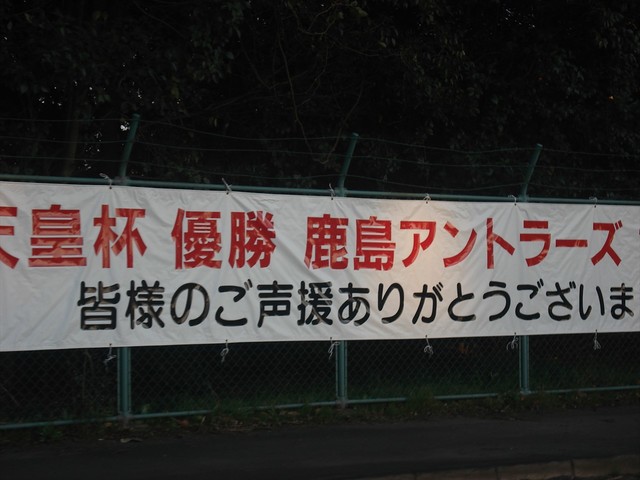 天皇杯 優勝 鹿島アントラーズ
皆様のご声援ありがとうございま